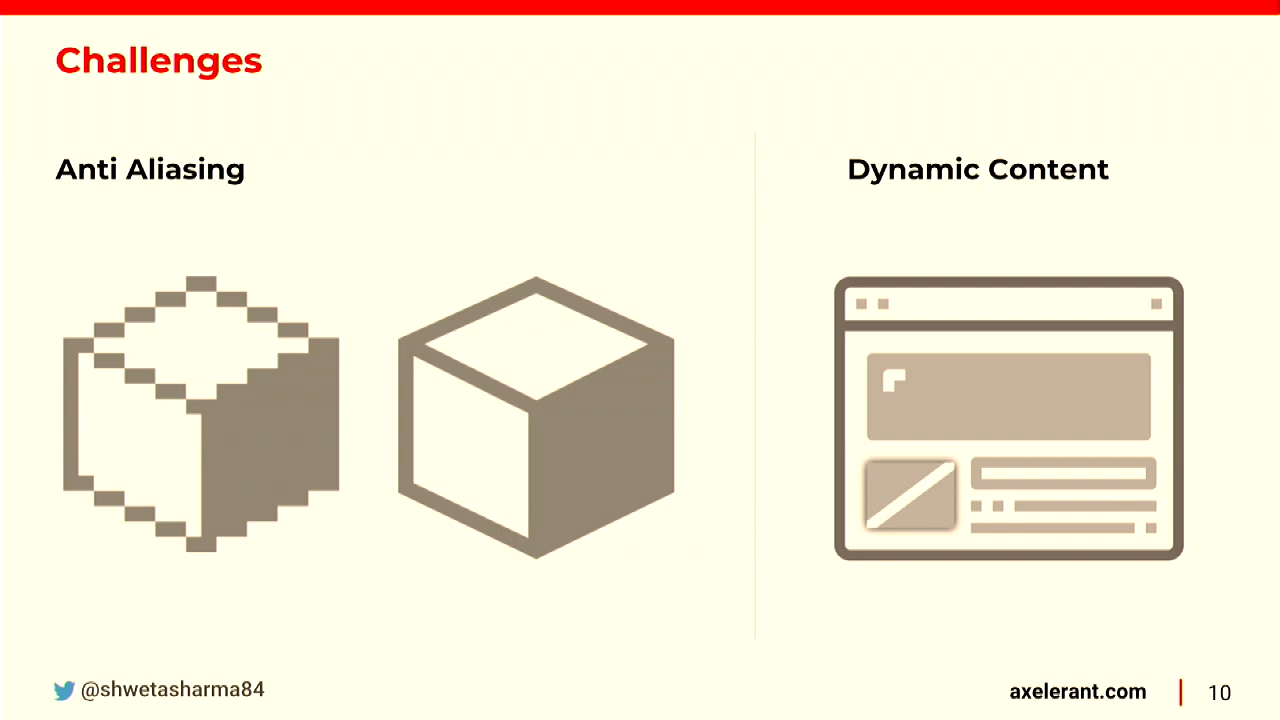 Challenges
Anti Aliasing
Dynamic Content
@shwetasharma84
axelerant.com
10